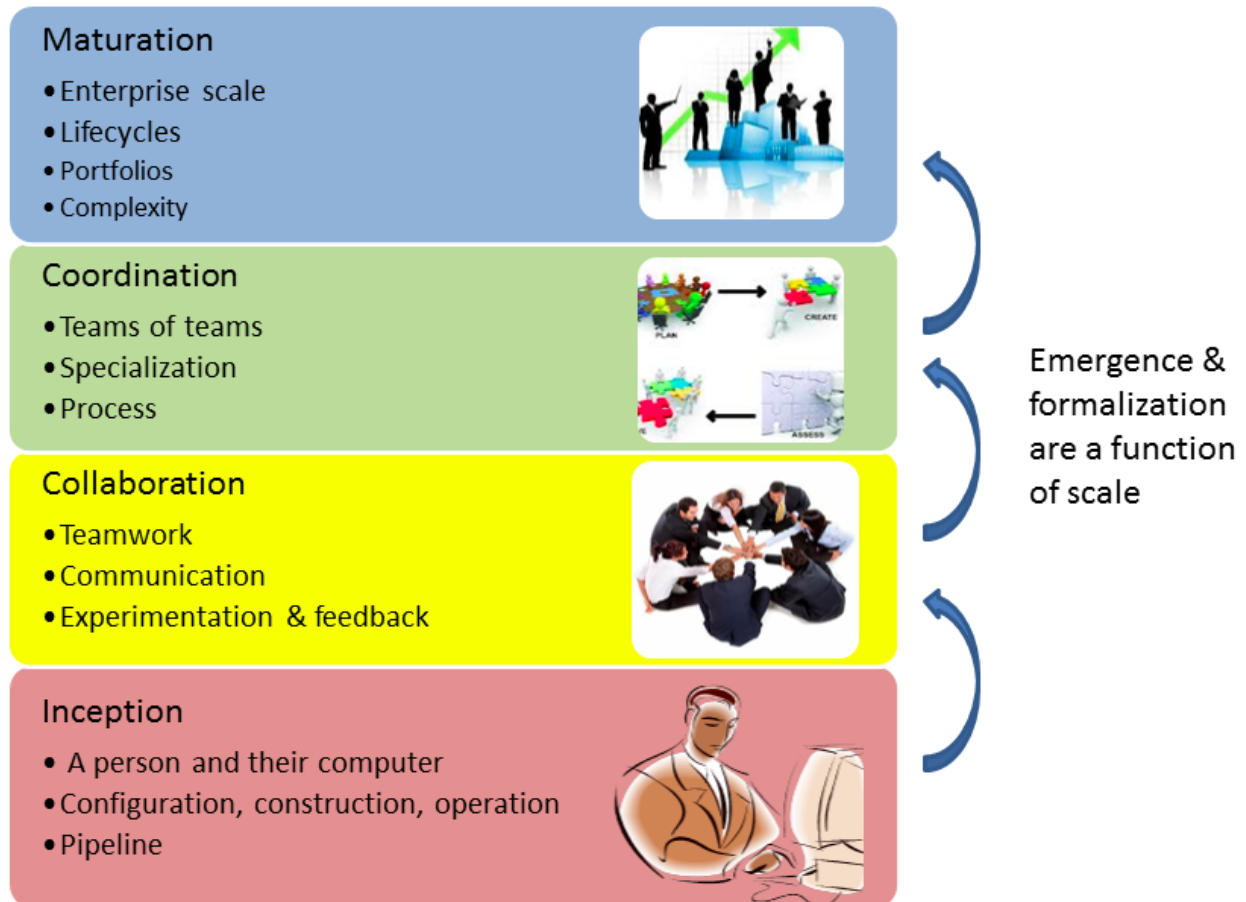 Maturation
•Enterprise scale
•Lifecycles
•Portfolios
•Complexity
Coordination
•Teams of teams
•Specialization
•Process
PLAN
CREATE
VE
ASSESS
Collaboration
•Teamwork
•Communication
•Experimentation & feedback
Inception
• A person and their computer
•Configuration, construction, operation
•Pipeline
Emergence &
formalization
are a function
of scale